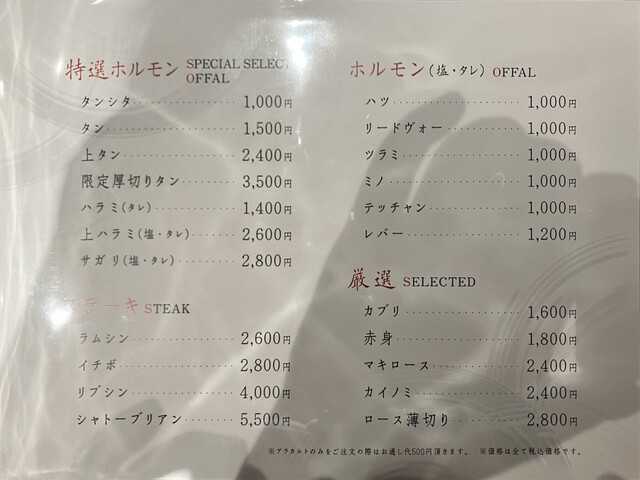 特選ホルモン SPECIAL SELECT OFFAL
タンシタ 1,000円
タン 1,500円
上タン 2,400円
限定厚切りタン 3,500円
ハラミ(タレ) 1,400円
上ハラミ(塩・タレ) 2,600円
サガリ(塩・タレ) 2,800円
ステーキ STEAK
ラムシン 2,600円
イチボ 2,800円
リブシン 4,000円
シャトーブリアン 5,500円
ホルモン(塩・タレ) OFFAL
ハツ 1,000円
リードヴォー 1,000円
ツラミ 1,000円
ミノ 1,000円
テッチャン 1,000円
レバー 1,200円
厳選 SELECTED
カブリ 1,600円
赤身 1,800円
マキロース 2,400円
カイノミ 2,400円
ロース薄切り 2,800円
※アラカルトのみをご注文の際はお通し代500円頂きます。 ※価格は全て税込価格です。